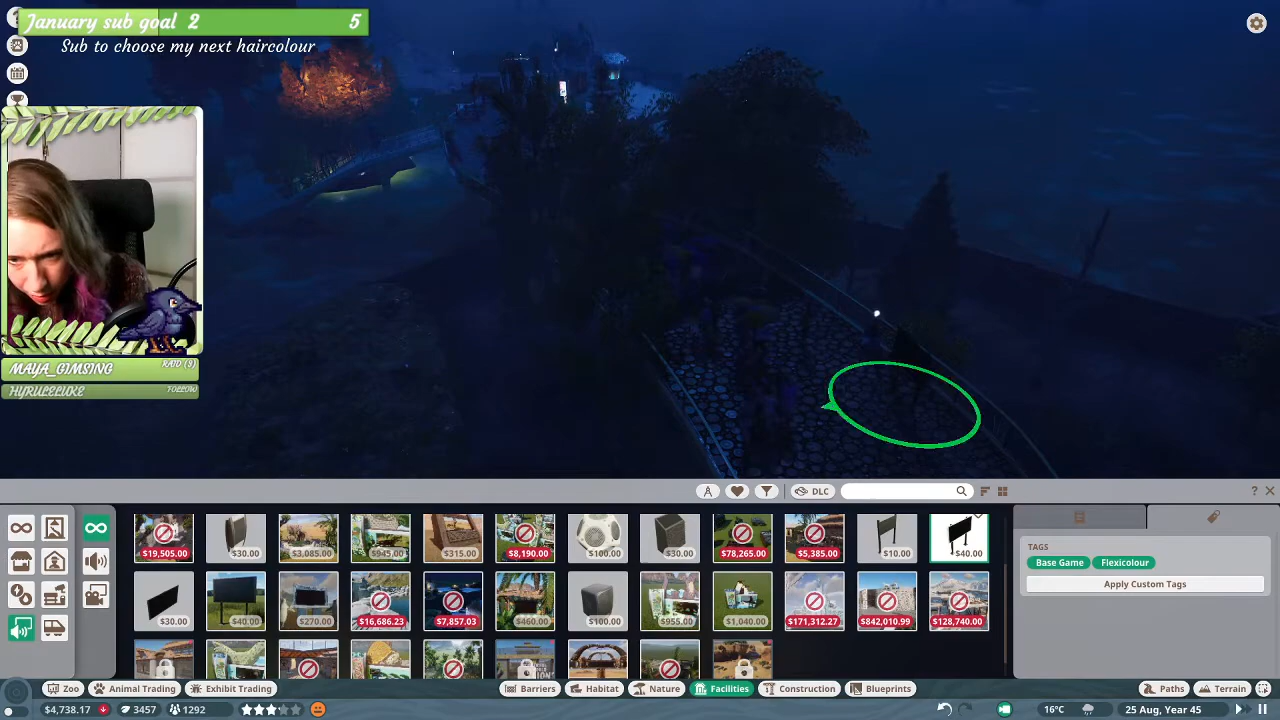 January sub goal 2 5
Sub to choose my next haircolour
MAYA_GIMSING RAID (9)
HYRULELUKE FOLLOW
DLC
? ×
$19,505.00 $30.00 $3,085.00 $945.00 $315.00 $8,190.00 $100.00 $30.00 $78,265.00 $5,385.00 $10.00 $40.00
$30.00 $40.00 $270.00 $16,686.23 $7,857.03 $460.00 $100.00 $955.00 $1,040.00 $171,312.27 $842,010.99 $128,740.00
TAGS
Base Game Flexicolour
Apply Custom Tags
Zoo Animal Trading Exhibit Trading Barriers Habitat Nature Facilities Construction Blueprints Paths Terrain
$4,738.17 3457 1292 16°C 25 Aug, Year 45